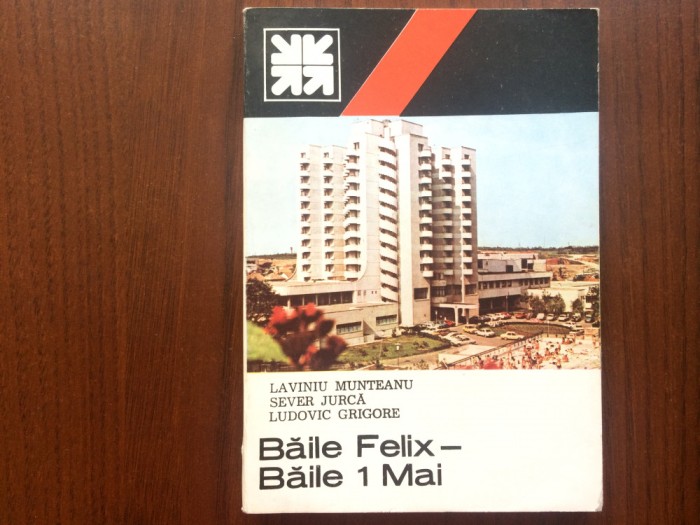 LAVINIU MUNTEANU
SEVER JURCĂ
LUDOVIC GRIGORE
Băile Felix –
Băile 1 Mai